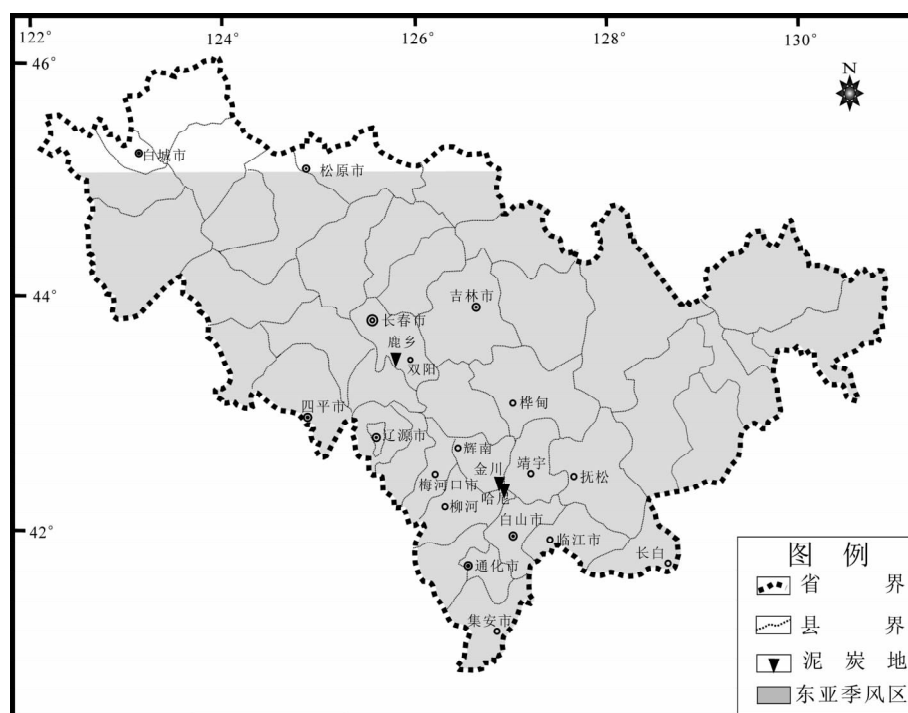 122°
124°
126°
128°
130°
46°
N
白城市
松原市
44°
吉林市
长春市
鹿乡
双阳
桦甸
四平市
辽源市
辉南
金川
靖宇
抚松
梅河口市
哈尼
柳河
白山市
42°
临江市
长白
通化市
集安市
图 例
省 界
县 界
泥 炭 地
东亚季风区